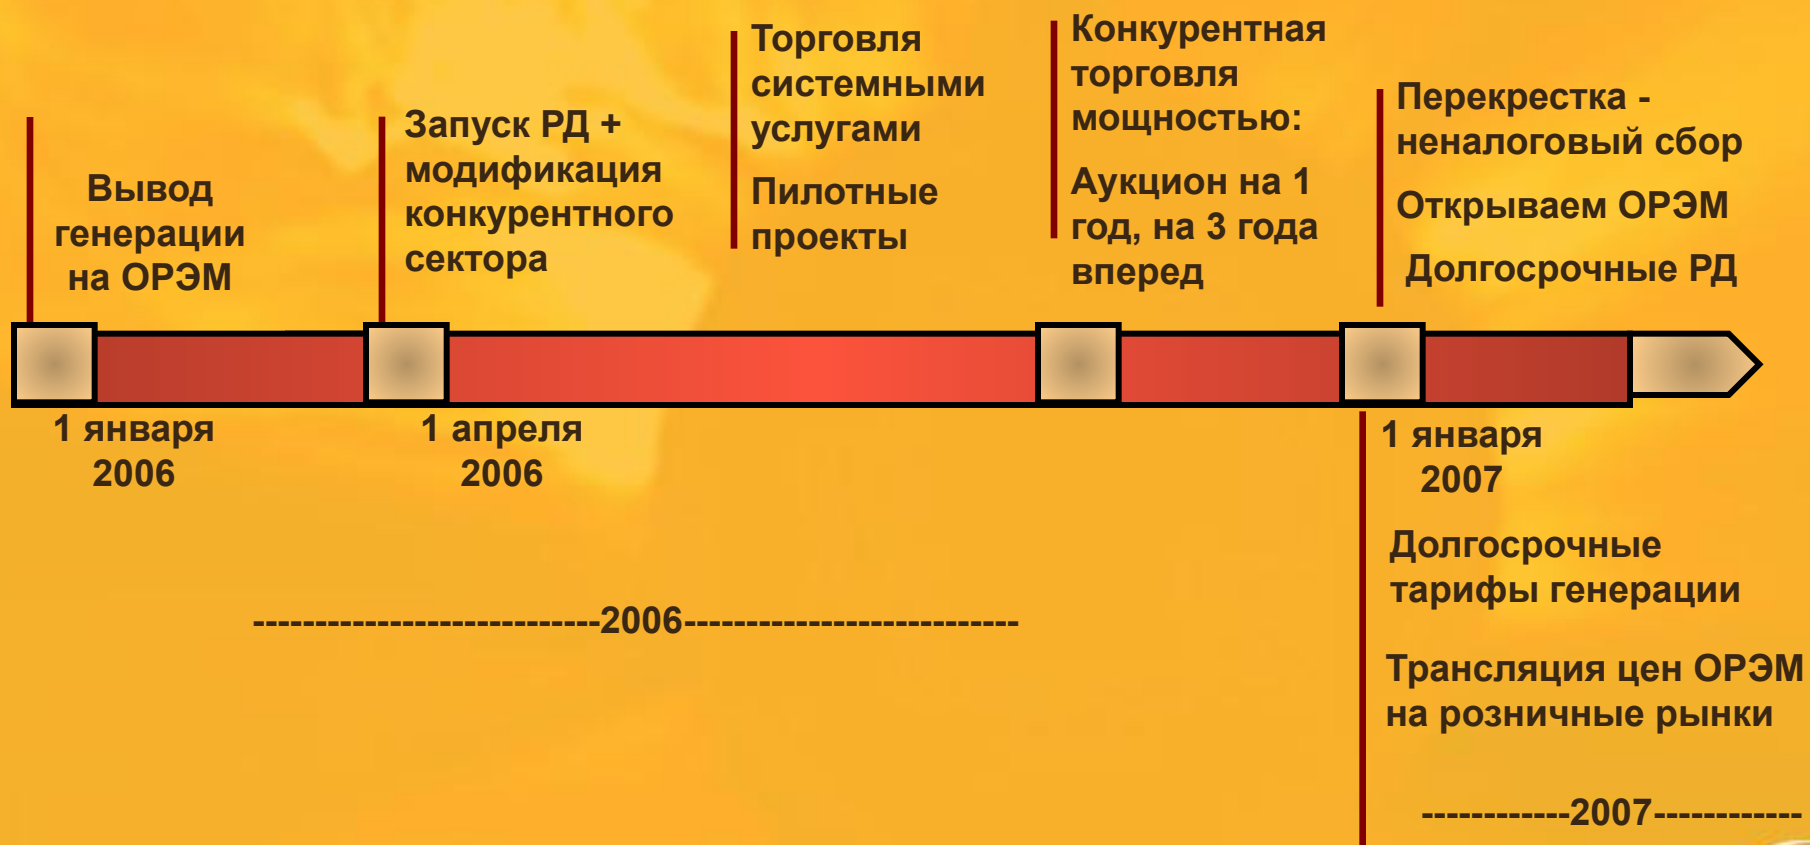 Вывод
генерации
на ОРЭМ
Запуск РД +
модификация
конкурентного
сектора
Торговля
системными
услугами
Пилотные
проекты
Конкурентная
торговля
мощностью:
Аукцион на 1
год, на 3 года
вперед
Перекрестка -
неналоговый сбор
Открываем ОРЭМ
Долгосрочные РД
1 января
2006
1 апреля
2006
1 января
2007
Долгосрочные
тарифы генерации
Трансляция цен ОРЭМ
на розничные рынки
----------------------------2006---------------------------
------------2007------------